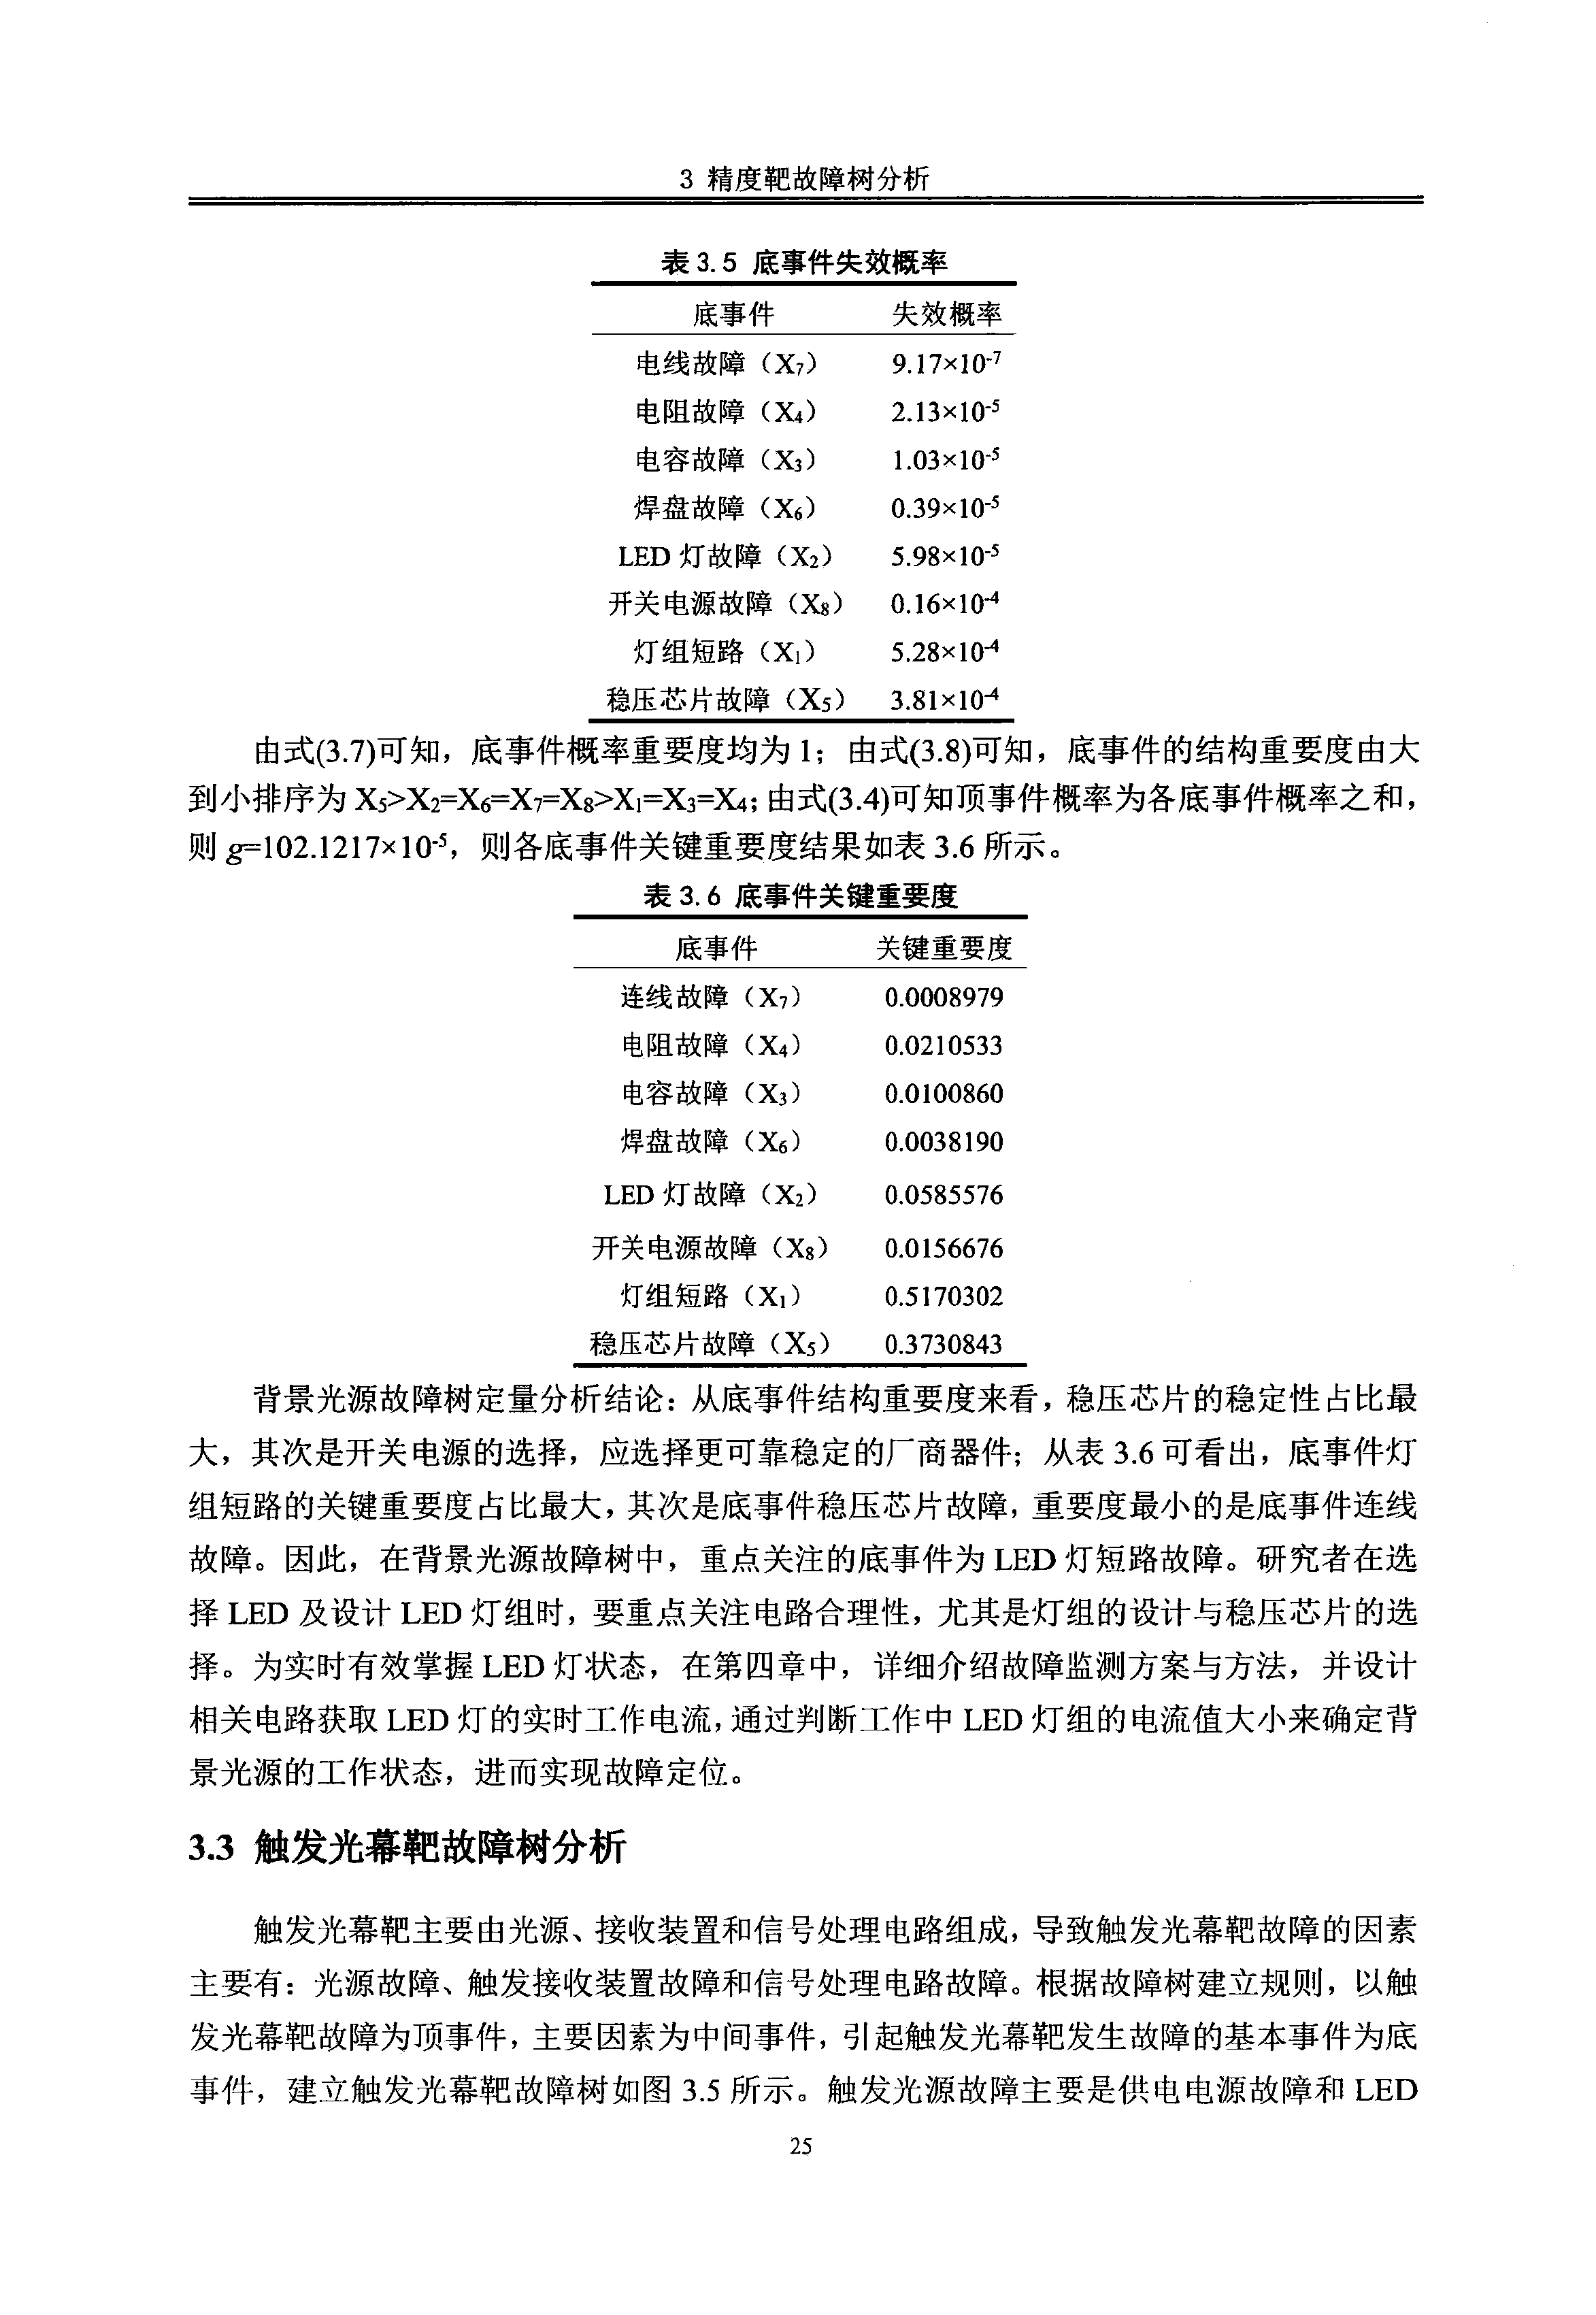 3 精度靶故障树分析
表 3.5 底事件失效概率
底事件 失效概率
电线故障（X₇） 9.17×10⁻⁷
电阻故障（X₄） 2.13×10⁻⁵
电容故障（X₃） 1.03×10⁻⁵
焊盘故障（X₆） 0.39×10⁻⁵
LED 灯故障（X₂） 5.98×10⁻⁵
开关电源故障（X₈） 0.16×10⁻⁴
灯组短路（X₁） 5.28×10⁻⁴
稳压芯片故障（X₅） 3.81×10⁻⁴
由式(3.7)可知，底事件概率重要度均为 1；由式(3.8)可知，底事件的结构重要度由大
到小排序为 X₅>X₂=X₆=X₇=X₈>X₁=X₃=X₄；由式(3.4)可知顶事件概率为各底事件概率之和，
则 g=102.1217×10⁻⁵，则各底事件关键重要度结果如表 3.6 所示。
表 3.6 底事件关键重要度
底事件 关键重要度
连线故障（X₇） 0.0008979
电阻故障（X₄） 0.0210533
电容故障（X₃） 0.0100860
焊盘故障（X₆） 0.0038190
LED 灯故障（X₂） 0.0585576
开关电源故障（X₈） 0.0156676
灯组短路（X₁） 0.5170302
稳压芯片故障（X₅） 0.3730843
背景光源故障树定量分析结论：从底事件结构重要度来看，稳压芯片的稳定性占比最
大，其次是开关电源的选择，应选择更可靠稳定的厂商器件；从表 3.6 可看出，底事件灯
组短路的关键重要度占比最大，其次是底事件稳压芯片故障，重要度最小的是底事件连线
故障。因此，在背景光源故障树中，重点关注的底事件为 LED 灯短路故障。研究者在选
择 LED 及设计 LED 灯组时，要重点关注电路合理性，尤其是灯组的设计与稳压芯片的选
择。为实时有效掌握 LED 灯状态，在第四章中，详细介绍故障监测方案与方法，并设计
相关电路获取 LED 灯的实时工作电流，通过判断工作中 LED 灯组的电流值大小来确定背
景光源的工作状态，进而实现故障定位。
3.3 触发光幕靶故障树分析
触发光幕靶主要由光源、接收装置和信号处理电路组成，导致触发光幕靶故障的因素
主要有：光源故障、触发接收装置故障和信号处理电路故障。根据故障树建立规则，以触
发光幕靶故障为顶事件，主要因素为中间事件，引起触发光幕靶发生故障的基本事件为底
事件，建立触发光幕靶故障树如图 3.5 所示。触发光源故障主要是供电电源故障和 LED
25